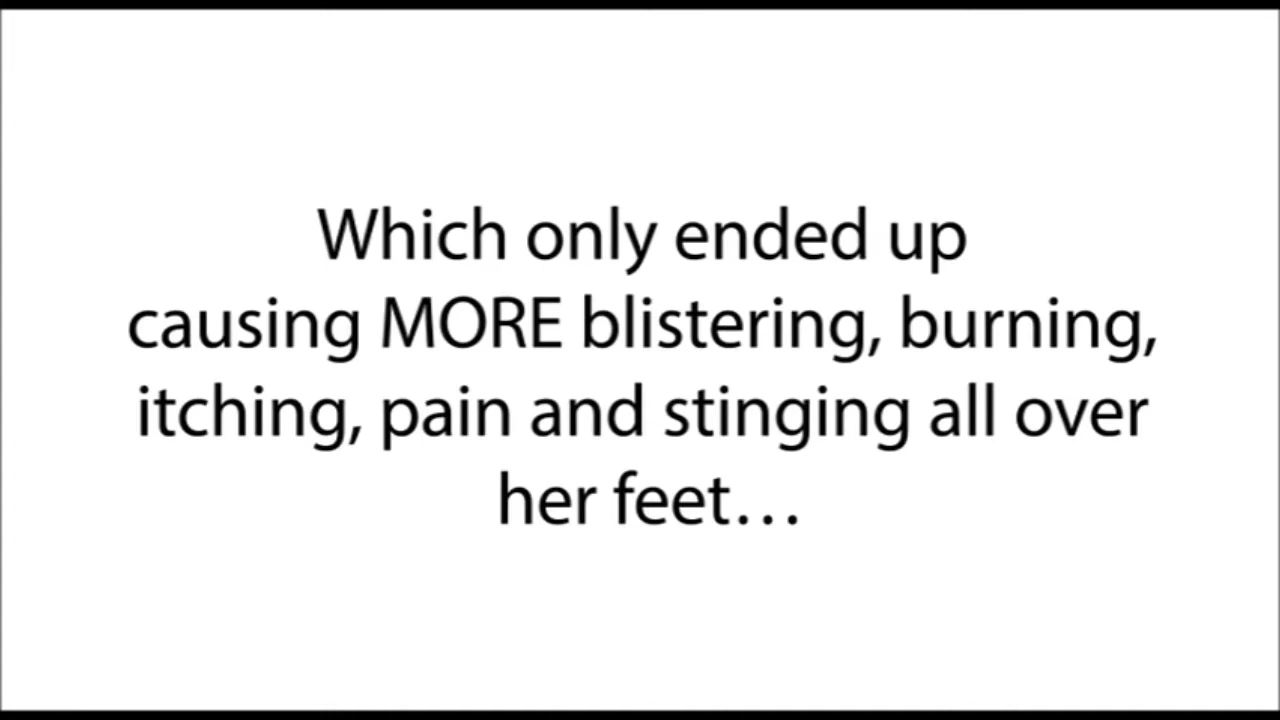 Which only ended up
causing MORE blistering, burning,
itching, pain and stinging all over
her feet…